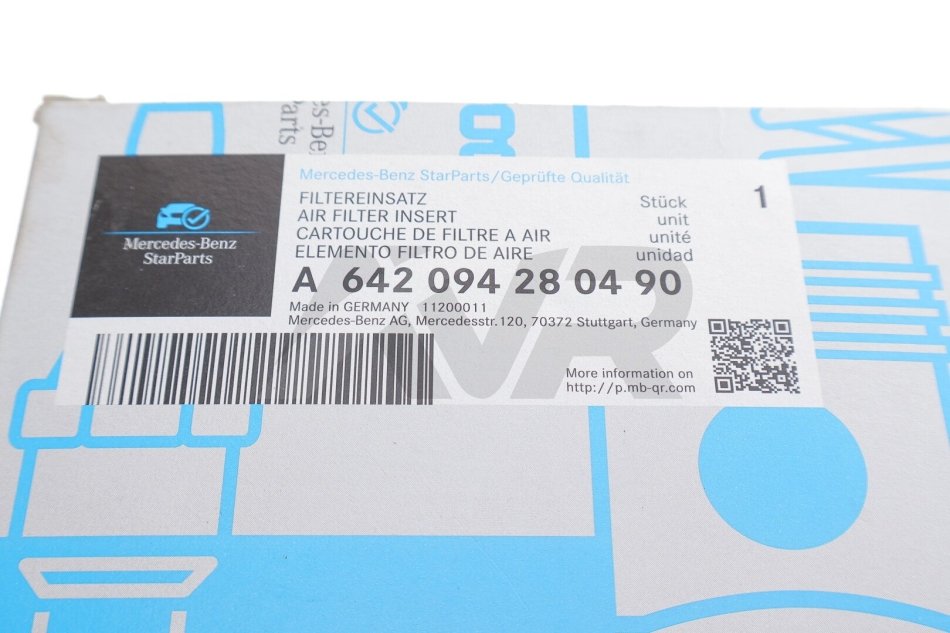 Mercedes-Benz
StarParts
Mercedes-Benz StarParts/Geprüfte Qualität
FILTEREINSATZ
AIR FILTER INSERT
CARTOUCHE DE FILTRE A AIR
ELEMENTO FILTRO DE AIRE
Stück
unit
unité
unidad
1
A 642 094 28 04 90
Made in GERMANY 11200011
Mercedes-Benz AG, Mercedesstr.120, 70372 Stuttgart, Germany
More information on
http://p.mb-qr.com